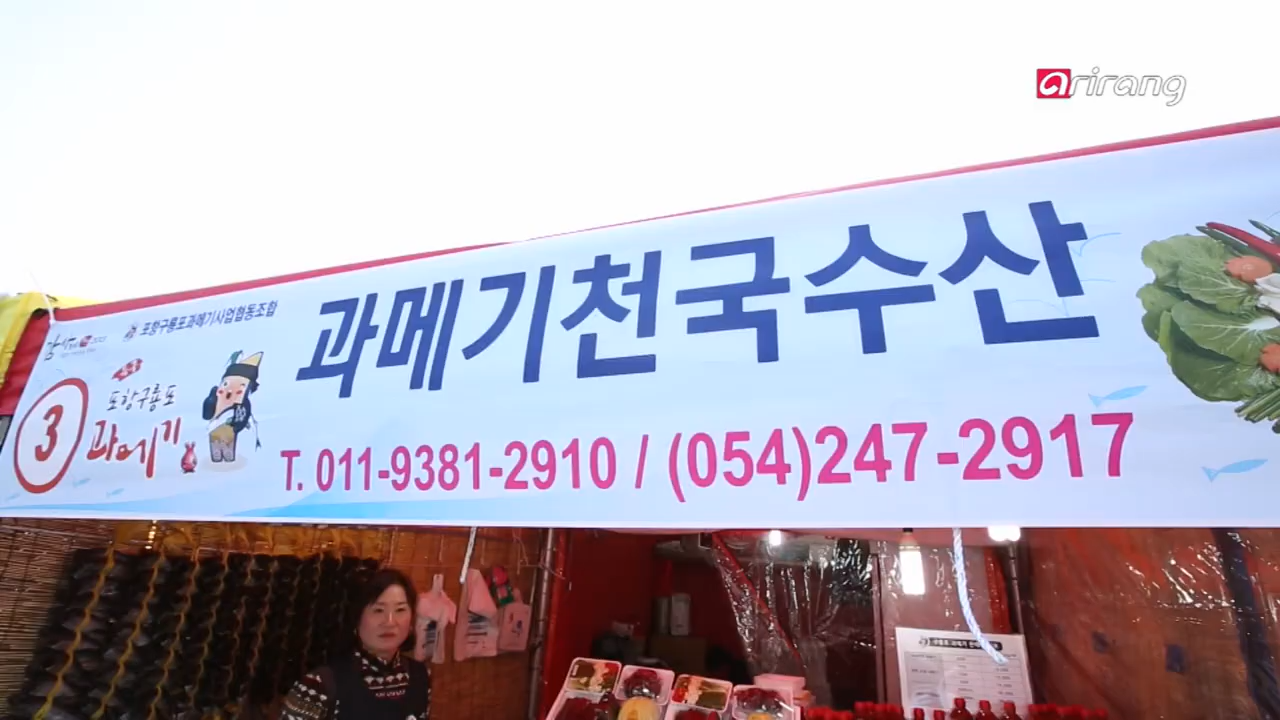 arirang
포항구룡포과메기사업협동조합
과메기천국수산
3
포항구룡포
과메기
T. 011-9381-2910 / (054)247-2917